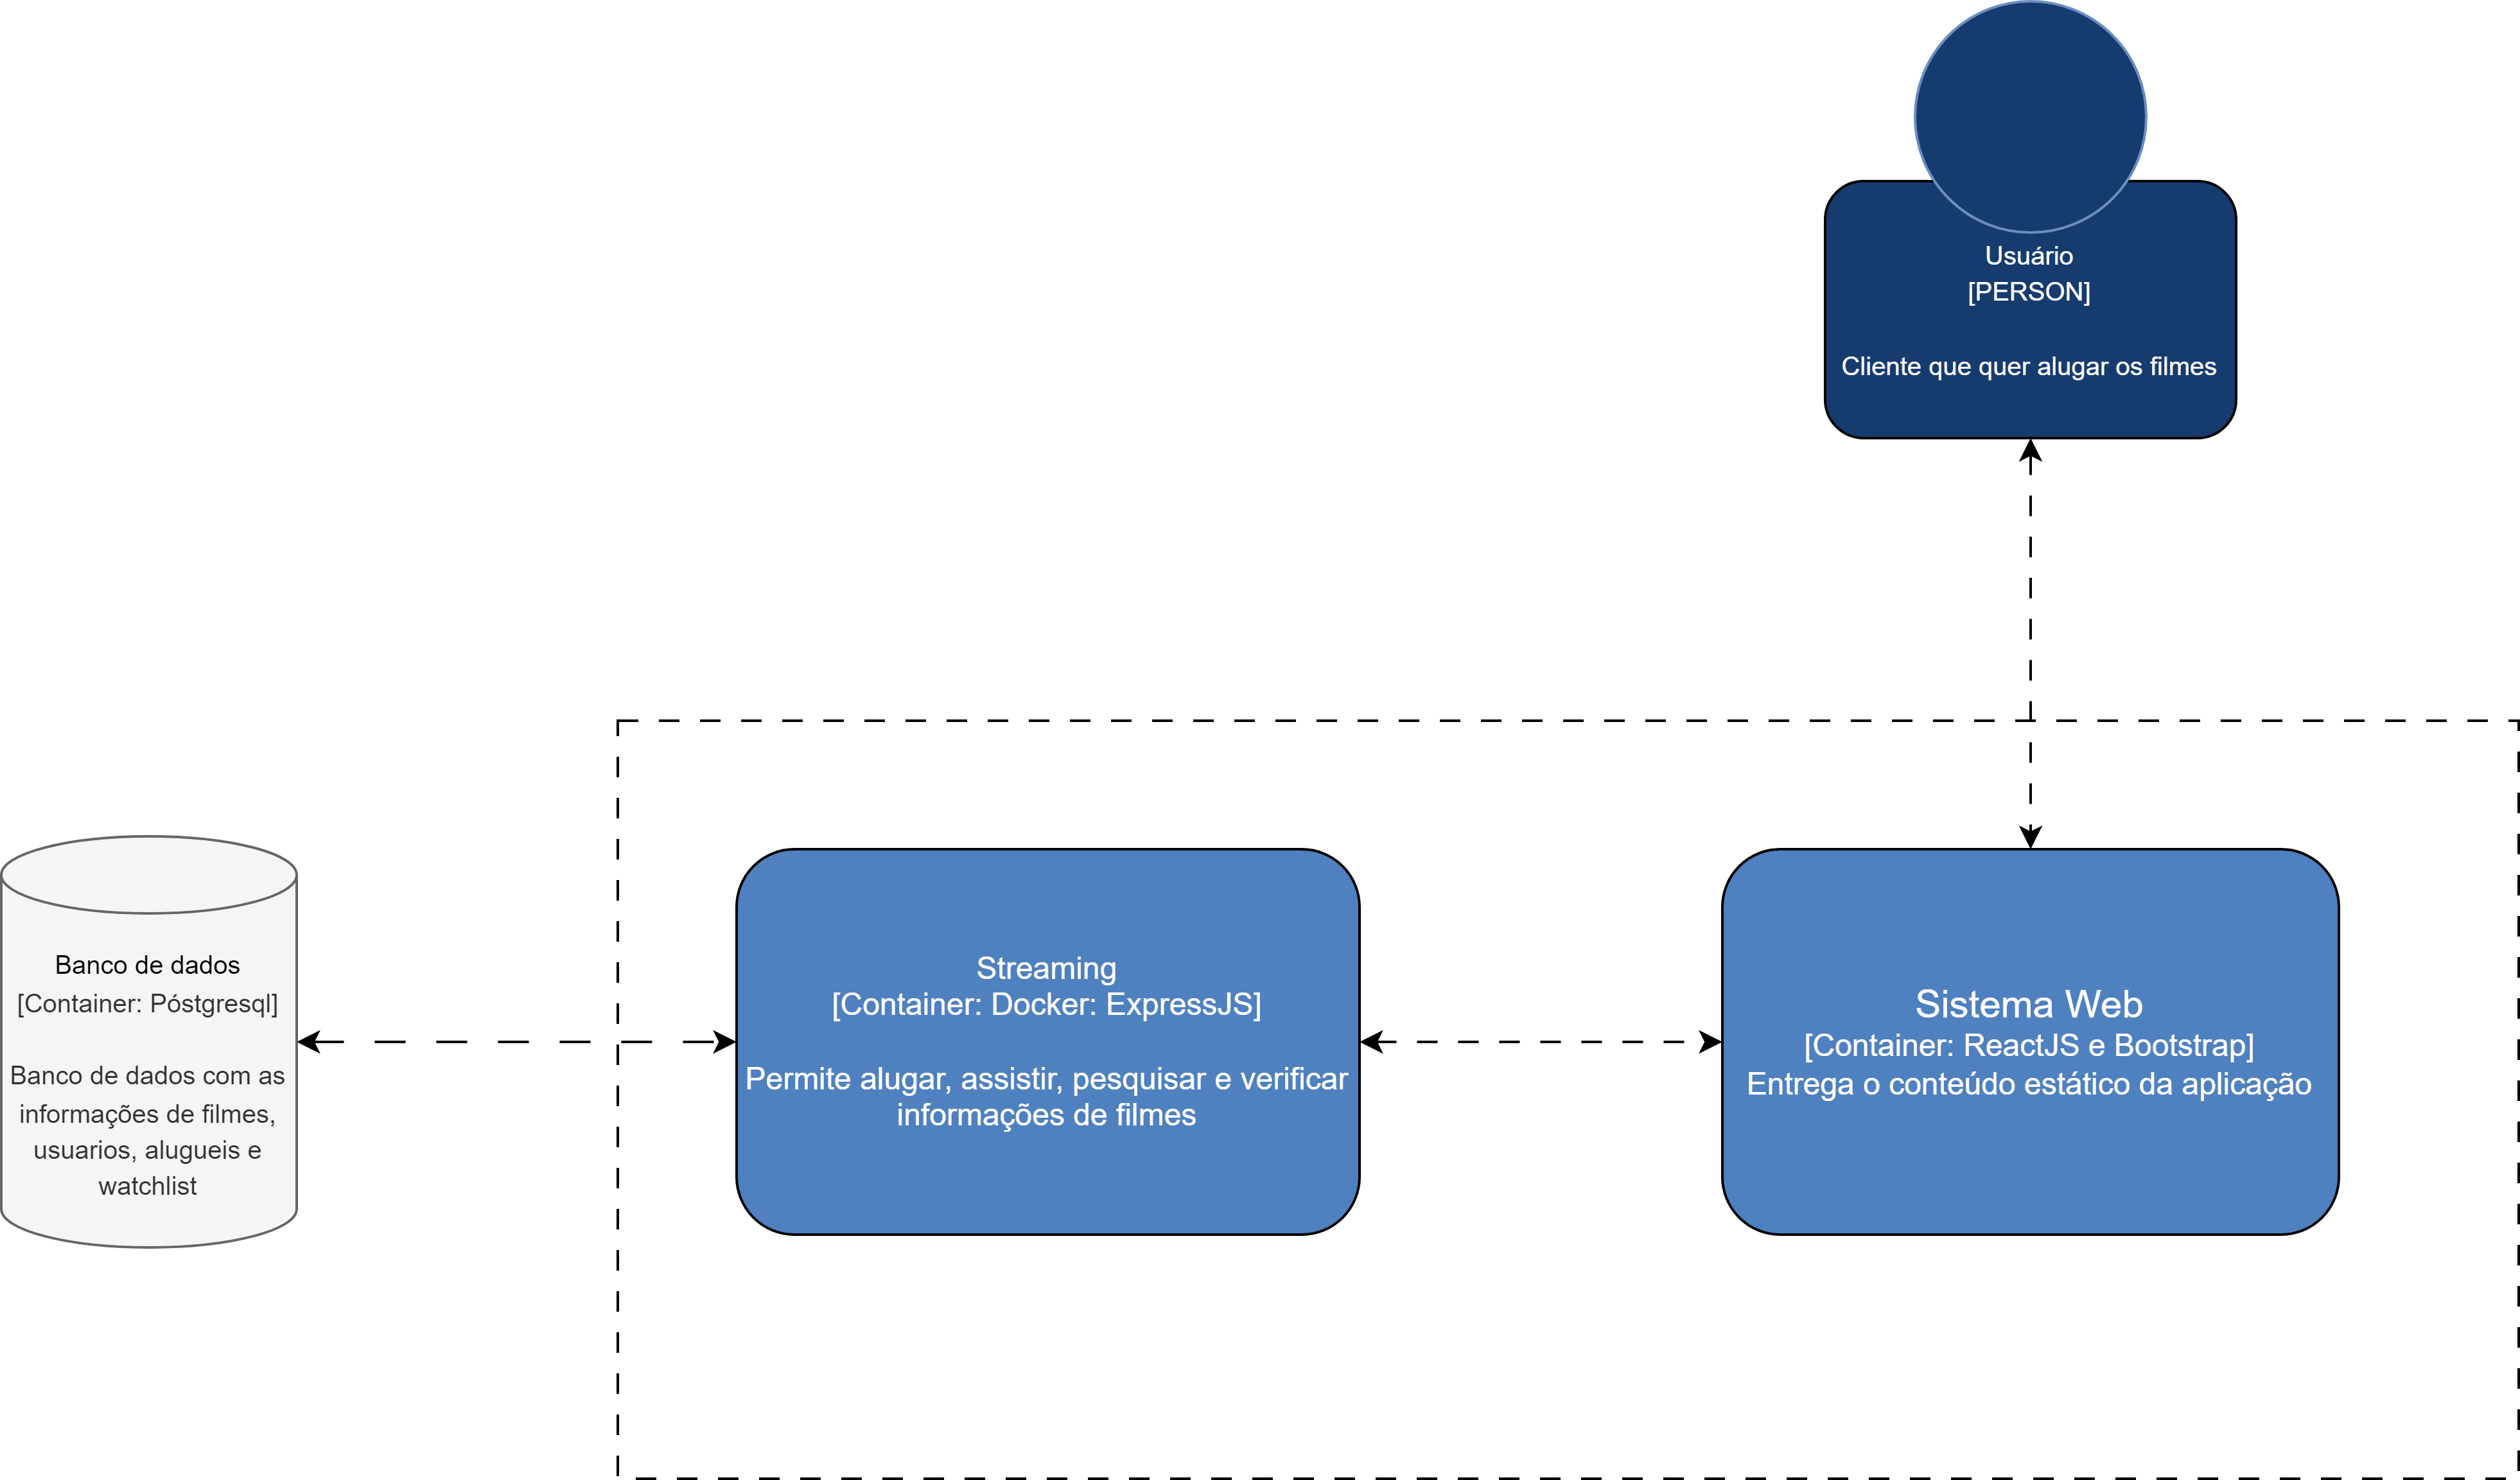 Usuário
[PERSON]
Cliente que quer alugar os filmes
Banco de dados
[Container: Póstgresql]
Banco de dados com as
informações de filmes,
usuarios, alugueis e
watchlist
Streaming
[Container: Docker: ExpressJS]
Permite alugar, assistir, pesquisar e verificar
informações de filmes
Sistema Web
[Container: ReactJS e Bootstrap]
Entrega o conteúdo estático da aplicação